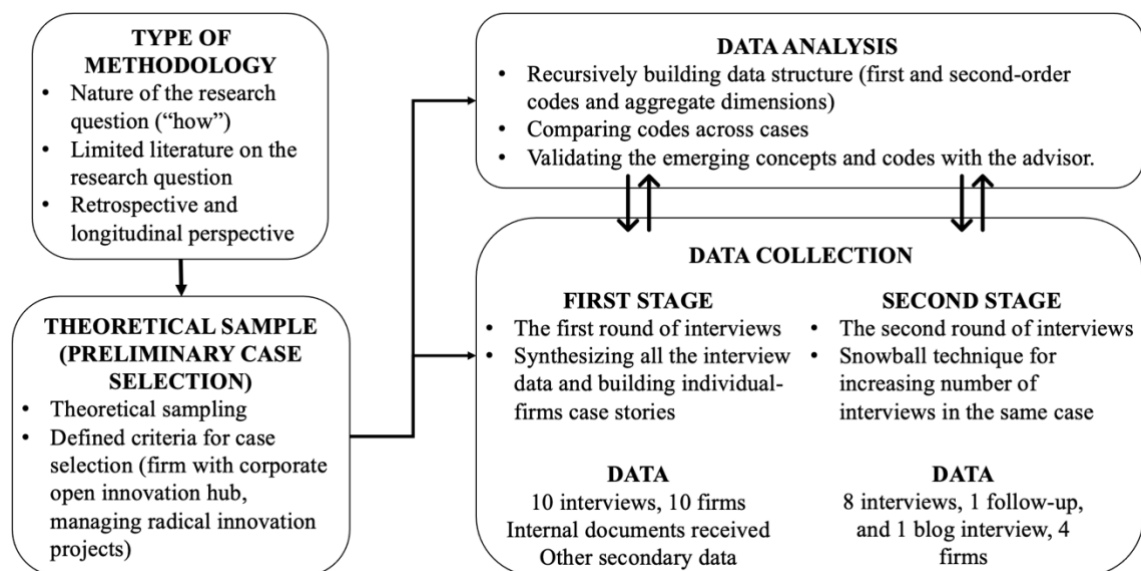 TYPE OF
METHODOLOGY
• Nature of the research
question (“how”)
• Limited literature on the
research question
• Retrospective and
longitudinal perspective
THEORETICAL SAMPLE
(PRELIMINARY CASE
SELECTION)
• Theoretical sampling
• Defined criteria for case
selection (firm with corporate
open innovation hub,
managing radical innovation
projects)
DATA ANALYSIS
• Recursively building data structure (first and second-order
codes and aggregate dimensions)
• Comparing codes across cases
• Validating the emerging concepts and codes with the advisor.
DATA COLLECTION
FIRST STAGE
• The first round of interviews
• Synthesizing all the interview
data and building individual-
firms case stories
DATA
10 interviews, 10 firms
Internal documents received
Other secondary data
SECOND STAGE
• The second round of interviews
• Snowball technique for
increasing number of
interviews in the same case
DATA
8 interviews, 1 follow-up,
and 1 blog interview, 4
firms